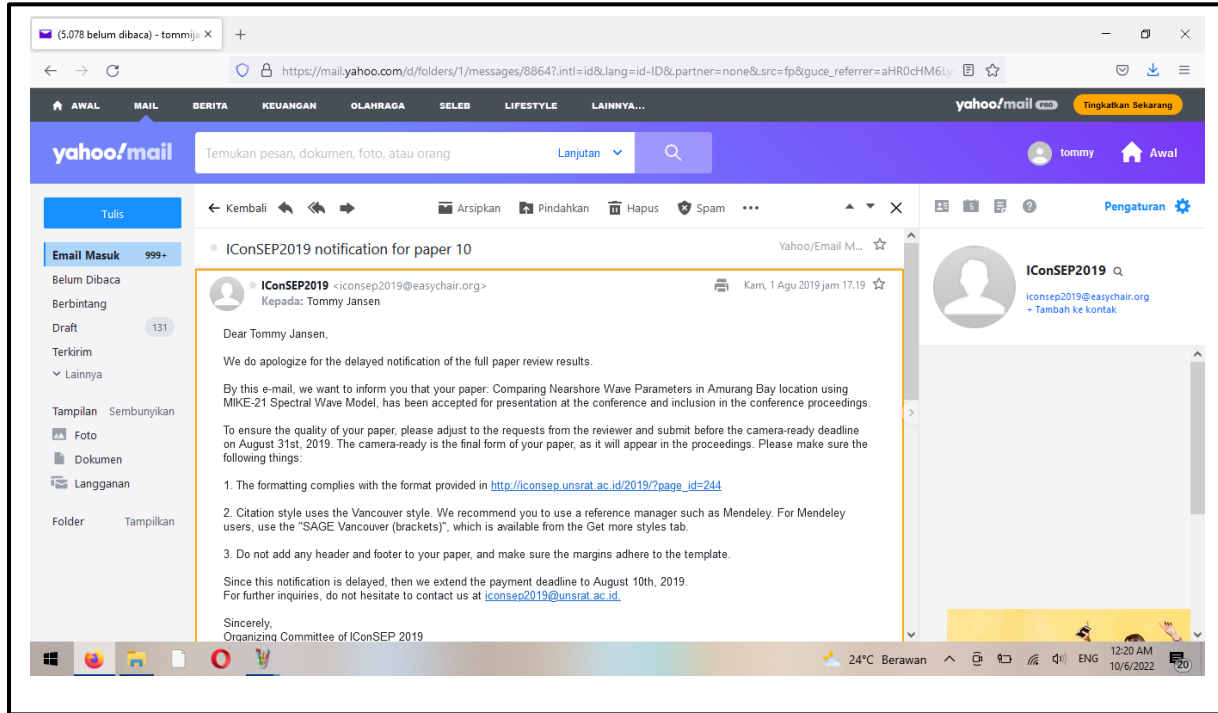 (5.078 belum dibaca) - tommija
https://mail.yahoo.com/d/folders/1/messages/8864?.intl=id&.lang=id-ID&.partner=none&.src=fp&guce_referrer=aHR0cHM6Ly
AWAL MAIL BERITA KEUANGAN OLAHRAGA SELEB LIFESTYLE LAINNYA... yahoo!mail PRO Tingkatkan Sekarang
yahoo!mail Temukan pesan, dokumen, foto, atau orang Lanjutan tommy Awal
Tulis Kembali Arsipkan Pindahkan Hapus Spam Pengaturan
Email Masuk 999+
Belum Dibaca
Berbintang
Draft 131
Terkirim
Lainnya
Tampilan Sembunyikan
Foto
Dokumen
Langganan
Folder Tampilkan
IConSEP2019 notification for paper 10 Yahoo/Email M...
IConSEP2019 <iconsep2019@easychair.org> Kam, 1 Agu 2019 jam 17.19
Kepada: Tommy Jansen
Dear Tommy Jansen,
We do apologize for the delayed notification of the full paper review results.
By this e-mail, we want to inform you that your paper: Comparing Nearshore Wave Parameters in Amurang Bay location using
MIKE-21 Spectral Wave Model, has been accepted for presentation at the conference and inclusion in the conference proceedings.
To ensure the quality of your paper, please adjust to the requests from the reviewer and submit before the camera-ready deadline
on August 31st, 2019. The camera-ready is the final form of your paper, as it will appear in the proceedings. Please make sure the
following things:
1. The formatting complies with the format provided in http://iconsep.unsrat.ac.id/2019/?page_id=244
2. Citation style uses the Vancouver style. We recommend you to use a reference manager such as Mendeley. For Mendeley
users, use the "SAGE Vancouver (brackets)", which is available from the Get more styles tab.
3. Do not add any header and footer to your paper, and make sure the margins adhere to the template.
Since this notification is delayed, then we extend the payment deadline to August 10th, 2019.
For further inquiries, do not hesitate to contact us at iconsep2019@unsrat.ac.id.
Sincerely,
Organizing Committee of IConSEP 2019
IConSEP2019
iconsep2019@easychair.org
+ Tambah ke kontak
24°C Berawan ENG 12:20 AM
10/6/2022 20